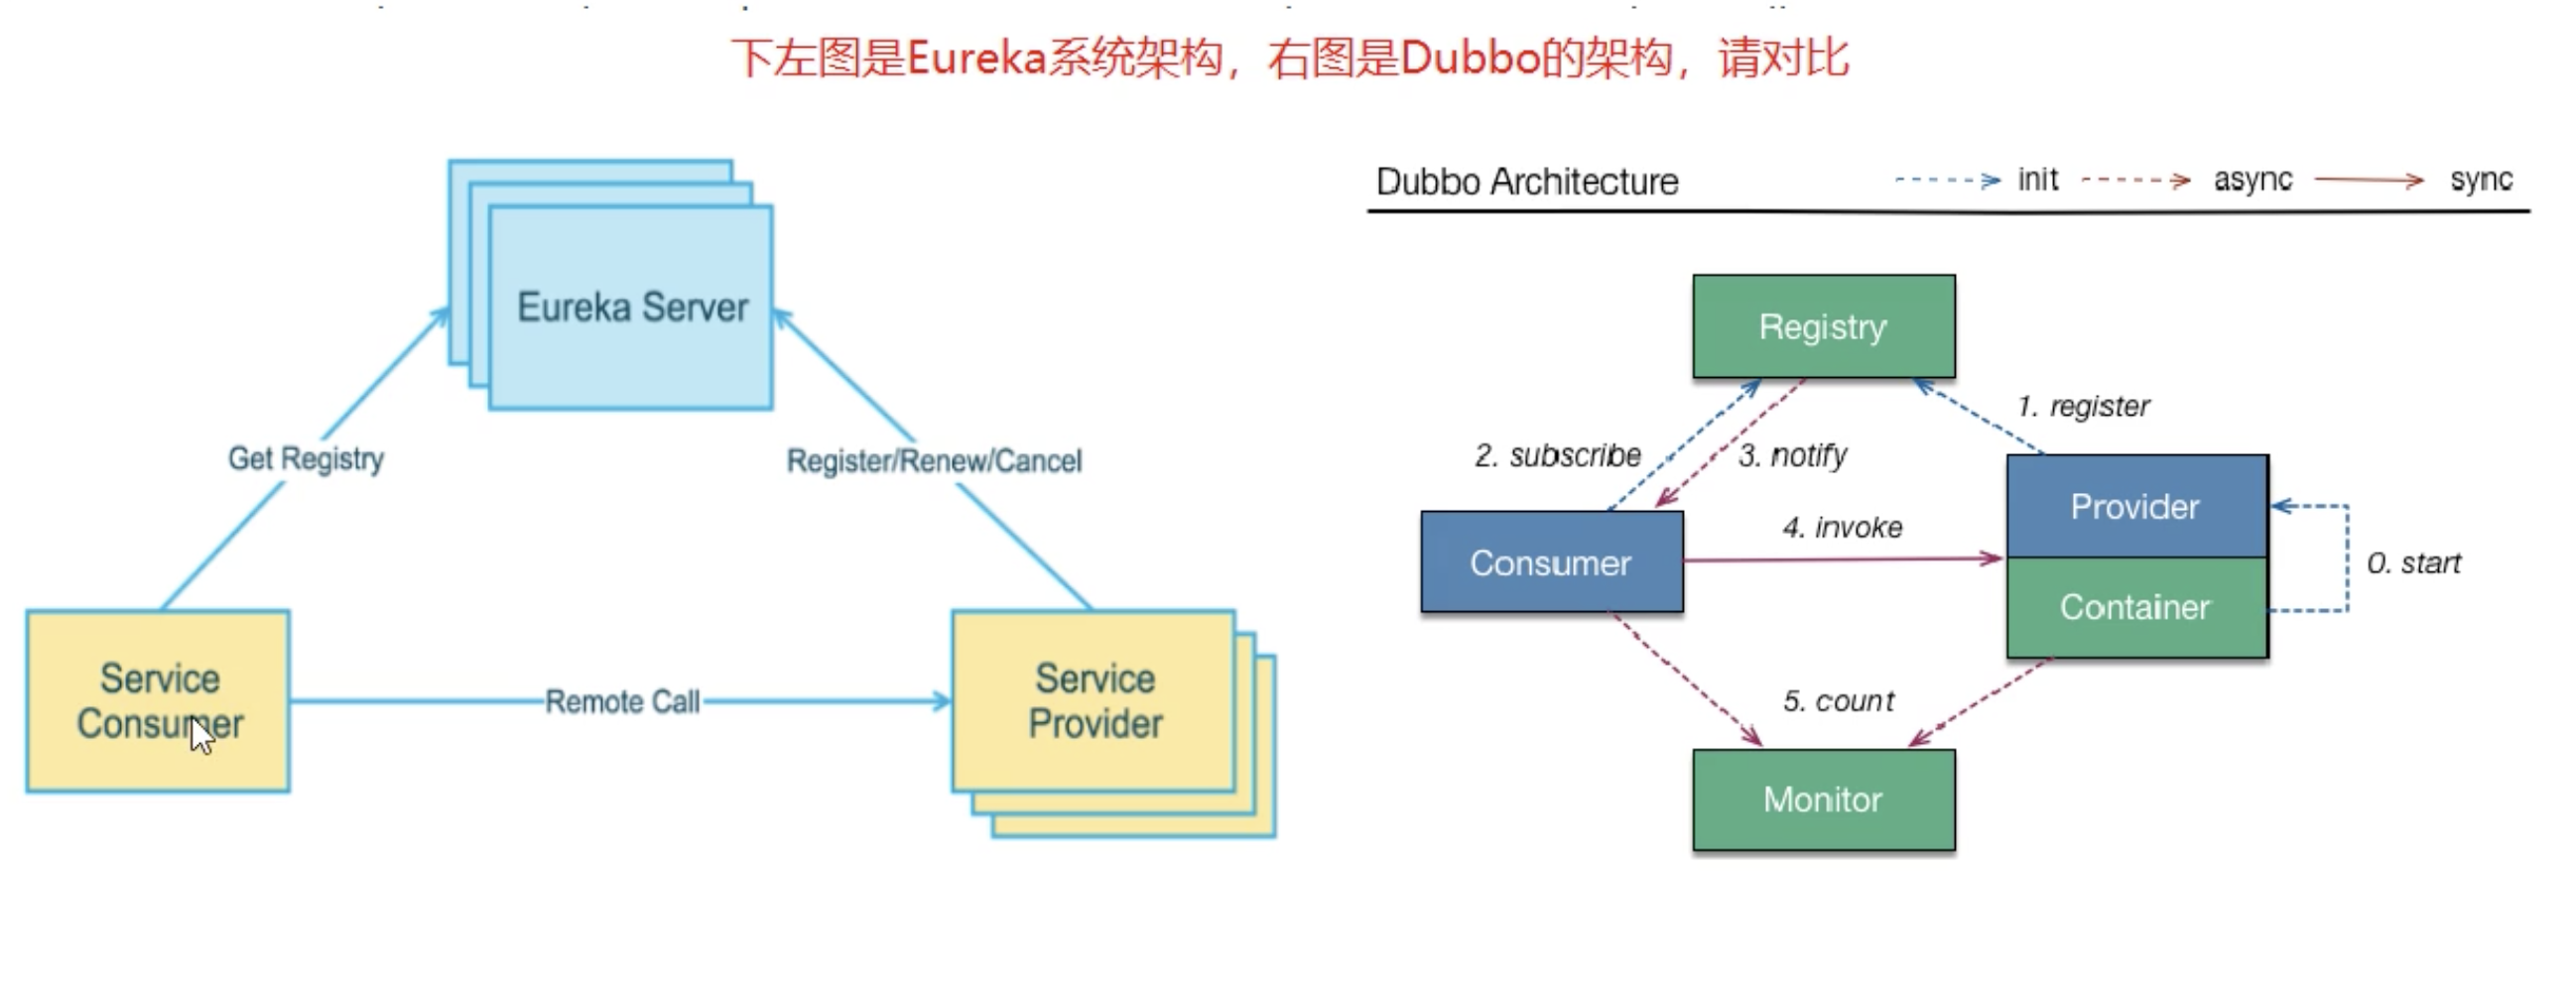 下左图是Eureka系统架构，右图是Dubbo的架构，请对比
Eureka Server
Get Registry
Register/Renew/Cancel
Service
Consumer
Remote Call
Service
Provider
Dubbo Architecture
init
async
sync
Registry
1. register
2. subscribe
3. notify
Provider
4. invoke
Consumer
0. start
Container
5. count
Monitor